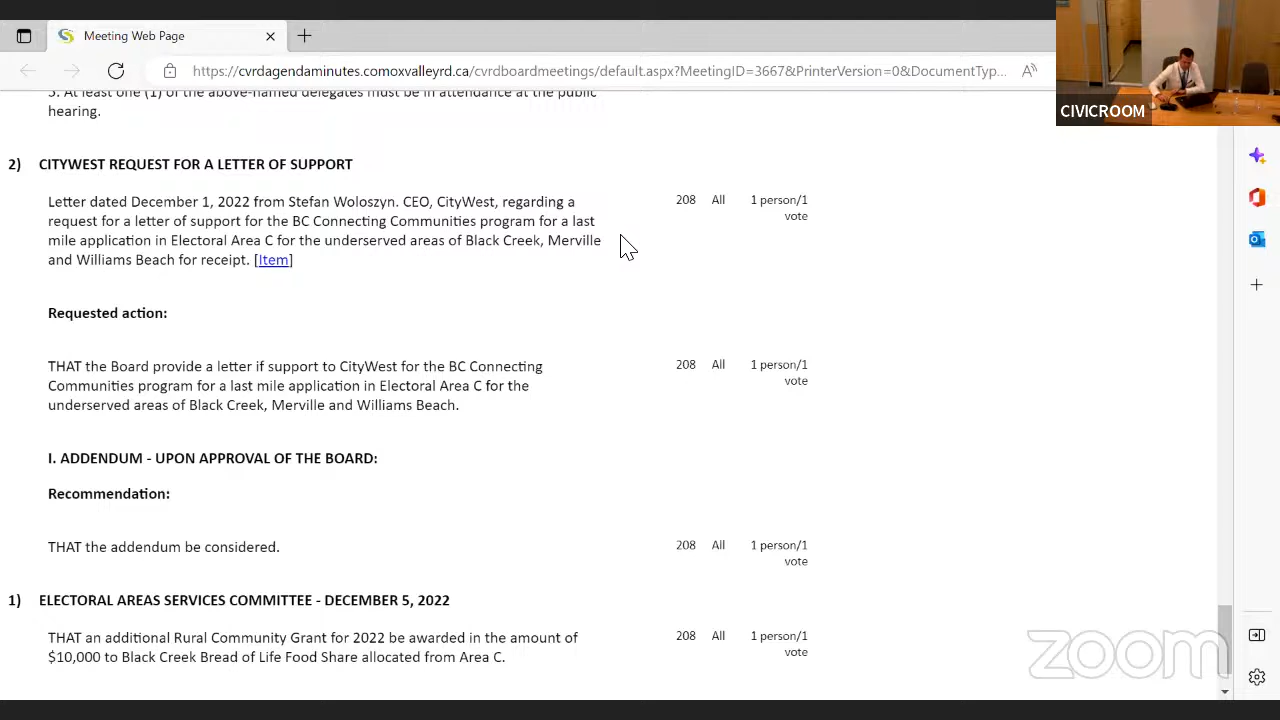 Meeting Web Page
https://cvrdagendaminutes.comoxvalleyrd.ca/cvrdboardmeetings/default.aspx?MeetingID=3667&PrinterVersion=0&DocumentTyp...
CIVICROOM
3. At least one (1) of the above-named delegates must be in attendance at the public
hearing.
2) CITYWEST REQUEST FOR A LETTER OF SUPPORT
Letter dated December 1, 2022 from Stefan Woloszyn. CEO, CityWest, regarding a 208 All 1 person/1
request for a letter of support for the BC Connecting Communities program for a last vote
mile application in Electoral Area C for the underserved areas of Black Creek, Merville
and Williams Beach for receipt. [Item]
Requested action:
THAT the Board provide a letter if support to CityWest for the BC Connecting 208 All 1 person/1
Communities program for a last mile application in Electoral Area C for the vote
underserved areas of Black Creek, Merville and Williams Beach.
I. ADDENDUM - UPON APPROVAL OF THE BOARD:
Recommendation:
THAT the addendum be considered. 208 All 1 person/1
vote
1) ELECTORAL AREAS SERVICES COMMITTEE - DECEMBER 5, 2022
THAT an additional Rural Community Grant for 2022 be awarded in the amount of 208 All 1 person/1
$10,000 to Black Creek Bread of Life Food Share allocated from Area C. vote
zoom